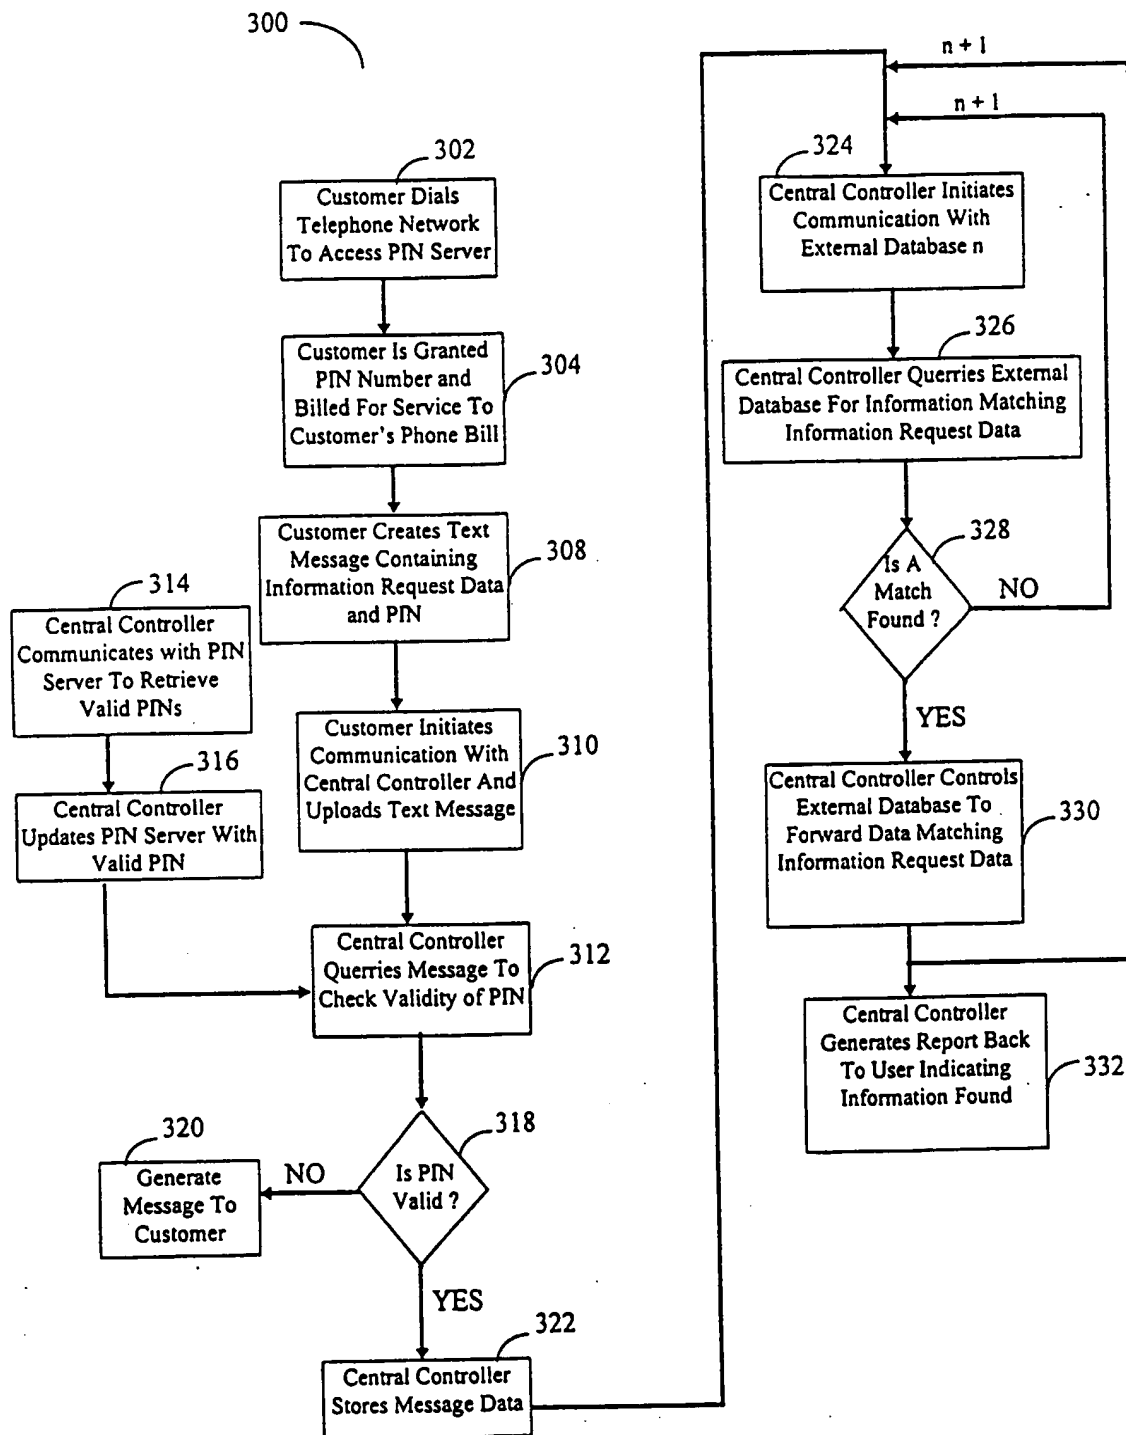 300
302
Customer Dials
Telephone Network
To Access PIN Server
Customer Is Granted
PIN Number and
Billed For Service To
Customer's Phone Bill
304
Customer Creates Text
Message Containing
Information Request Data
and PIN
308
314
Central Controller
Communicates with PIN
Server To Retrieve
Valid PINs
316
Central Controller
Updates PIN Server With
Valid PIN
Customer Initiates
Communication With
Central Controller And
Uploads Text Message
310
Central Controller
Querries Message To
Check Validity of PIN
312
318
Is PIN
Valid ?
NO
320
Generate
Message To
Customer
YES
322
Central Controller
Stores Message Data
n + 1
n + 1
324
Central Controller Initiates
Communication With
External Database n
326
Central Controller Querries External
Database For Information Matching
Information Request Data
328
Is A
Match
Found ?
NO
YES
Central Controller Controls
External Database To
Forward Data Matching
Information Request Data
330
Central Controller
Generates Report Back
To User Indicating
Information Found
332